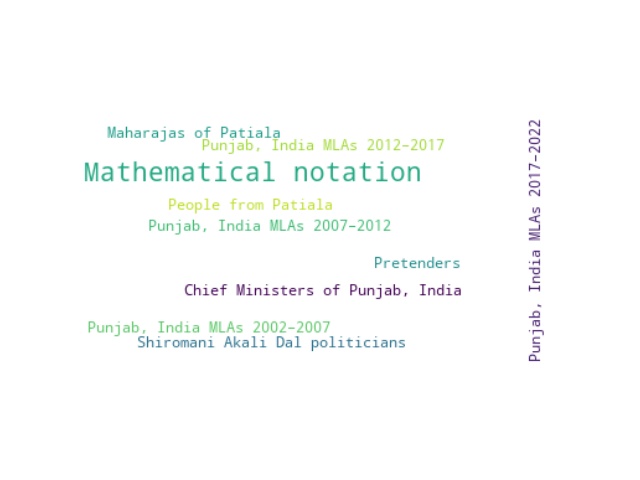 Maharajas of Patiala
Punjab, India MLAs 2012-2017
Mathematical notation
People from Patiala
Punjab, India MLAs 2007-2012
Pretenders
Chief Ministers of Punjab, India
Punjab, India MLAs 2002-2007
Shiromani Akali Dal politicians
Punjab, India MLAs 2017-2022